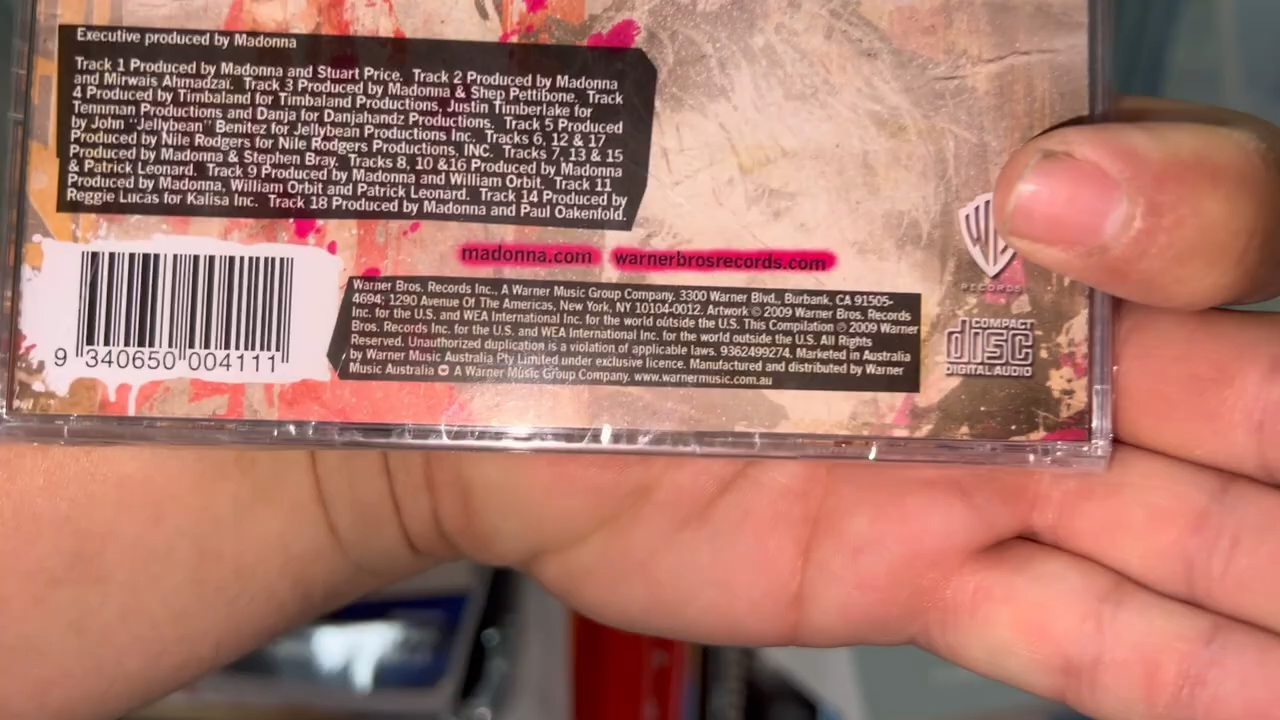 Executive produced by Madonna
Track 1 Produced by Madonna and Stuart Price. Track 2 Produced by Madonna
and Mirwais Ahmadzaï. Track 3 Produced by Madonna & Shep Pettibone. Track
4 Produced by Timbaland for Timbaland Productions, Justin Timberlake for
Tennman Productions and Danja for Danjahandz Productions. Track 5 Produced
by John "Jellybean" Benitez for Jellybean Productions Inc. Tracks 6, 12 & 17
Produced by Nile Rodgers for Nile Rodgers Productions, INC. Tracks 7, 13 & 15
Produced by Madonna & Stephen Bray. Tracks 8, 10 &16 Produced by Madonna
& Patrick Leonard. Track 9 Produced by Madonna and William Orbit. Track 11
Produced by Madonna, William Orbit and Patrick Leonard. Track 14 Produced by
Reggie Lucas for Kalisa Inc. Track 18 Produced by Madonna and Paul Oakenfold.
madonna.com warnerbrosrecords.com
Warner Bros. Records Inc., A Warner Music Group Company. 3300 Warner Blvd., Burbank, CA 91505-
4694; 1290 Avenue Of The Americas, New York, NY 10104-0012. Artwork © 2009 Warner Bros. Records
Inc. for the U.S. and WEA International Inc. for the world outside the U.S. This Compilation ℗ 2009 Warner
Bros. Records Inc. for the U.S. and WEA International Inc. for the world outside the U.S. All Rights
Reserved. Unauthorized duplication is a violation of applicable laws. 9362499274. Marketed in Australia
by Warner Music Australia Pty Limited under exclusive licence. Manufactured and distributed by Warner
Music Australia A Warner Music Group Company. www.warnermusic.com.au
9 340650 004111
RECORDS
COMPACT
disc
DIGITAL AUDIO